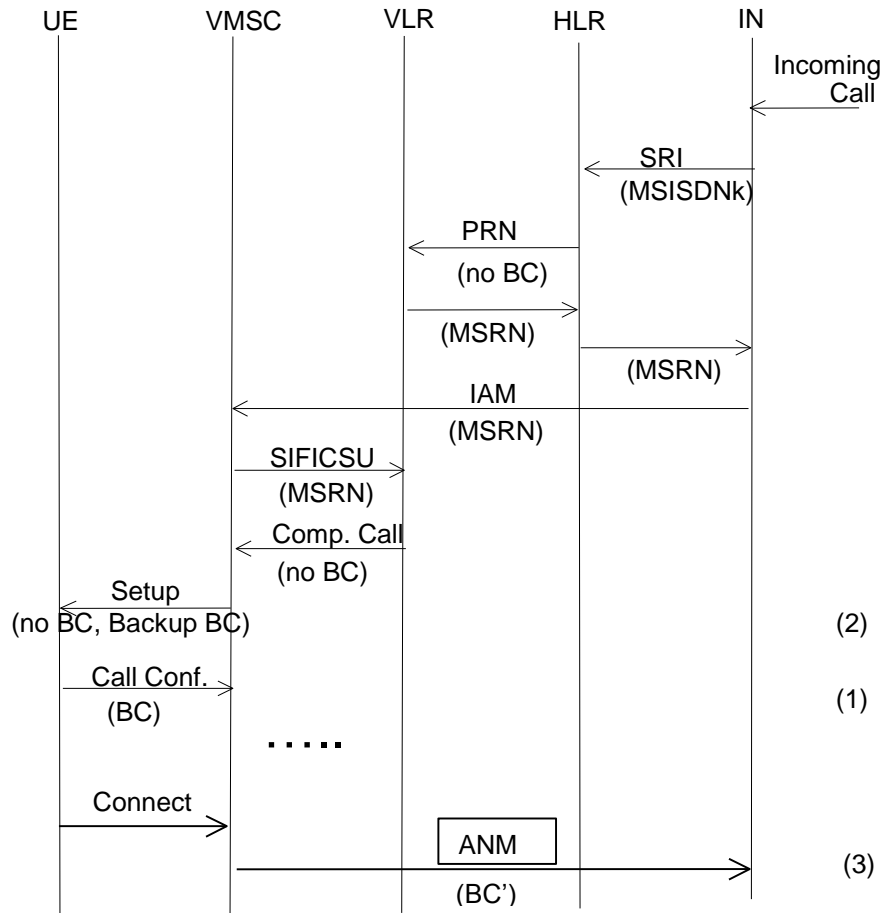 UE VMSC VLR HLR IN
Incoming
Call
SRI
(MSISDNk)
PRN
(no BC)
(MSRN)
(MSRN)
IAM
(MSRN)
SIFICSU
(MSRN)
Comp. Call
(no BC)
Setup
(no BC, Backup BC) (2)
Call Conf. (1)
(BC)
Connect
ANM (3)
(BC')